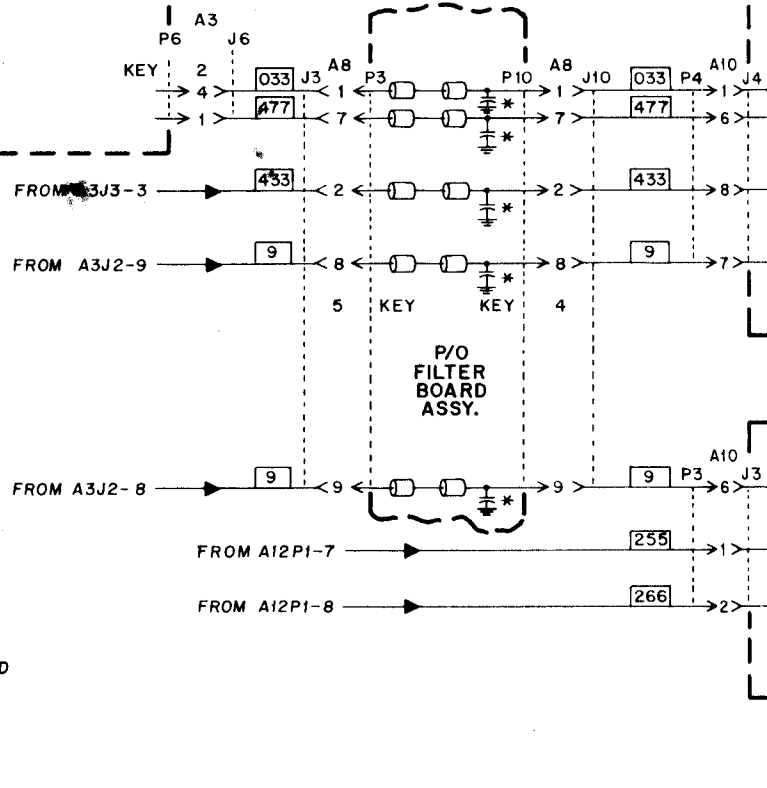 A3
P6 J6
KEY 2 033 J3 A8 P3 P10 A8 J10 033 P4 A10 J4
4 1 1 1
1 477 7 * 7 477 6
*
FROM A3J3-3 433 2 * 2 433 8
FROM A3J2-9 9 8 * 8 9 7
5 KEY KEY 4
P/O
FILTER
BOARD
ASSY.
A10
FROM A3J2-8 9 9 * 9 9 P3 6 J3
FROM A12P1-7 255 1
FROM A12P1-8 266 2
D